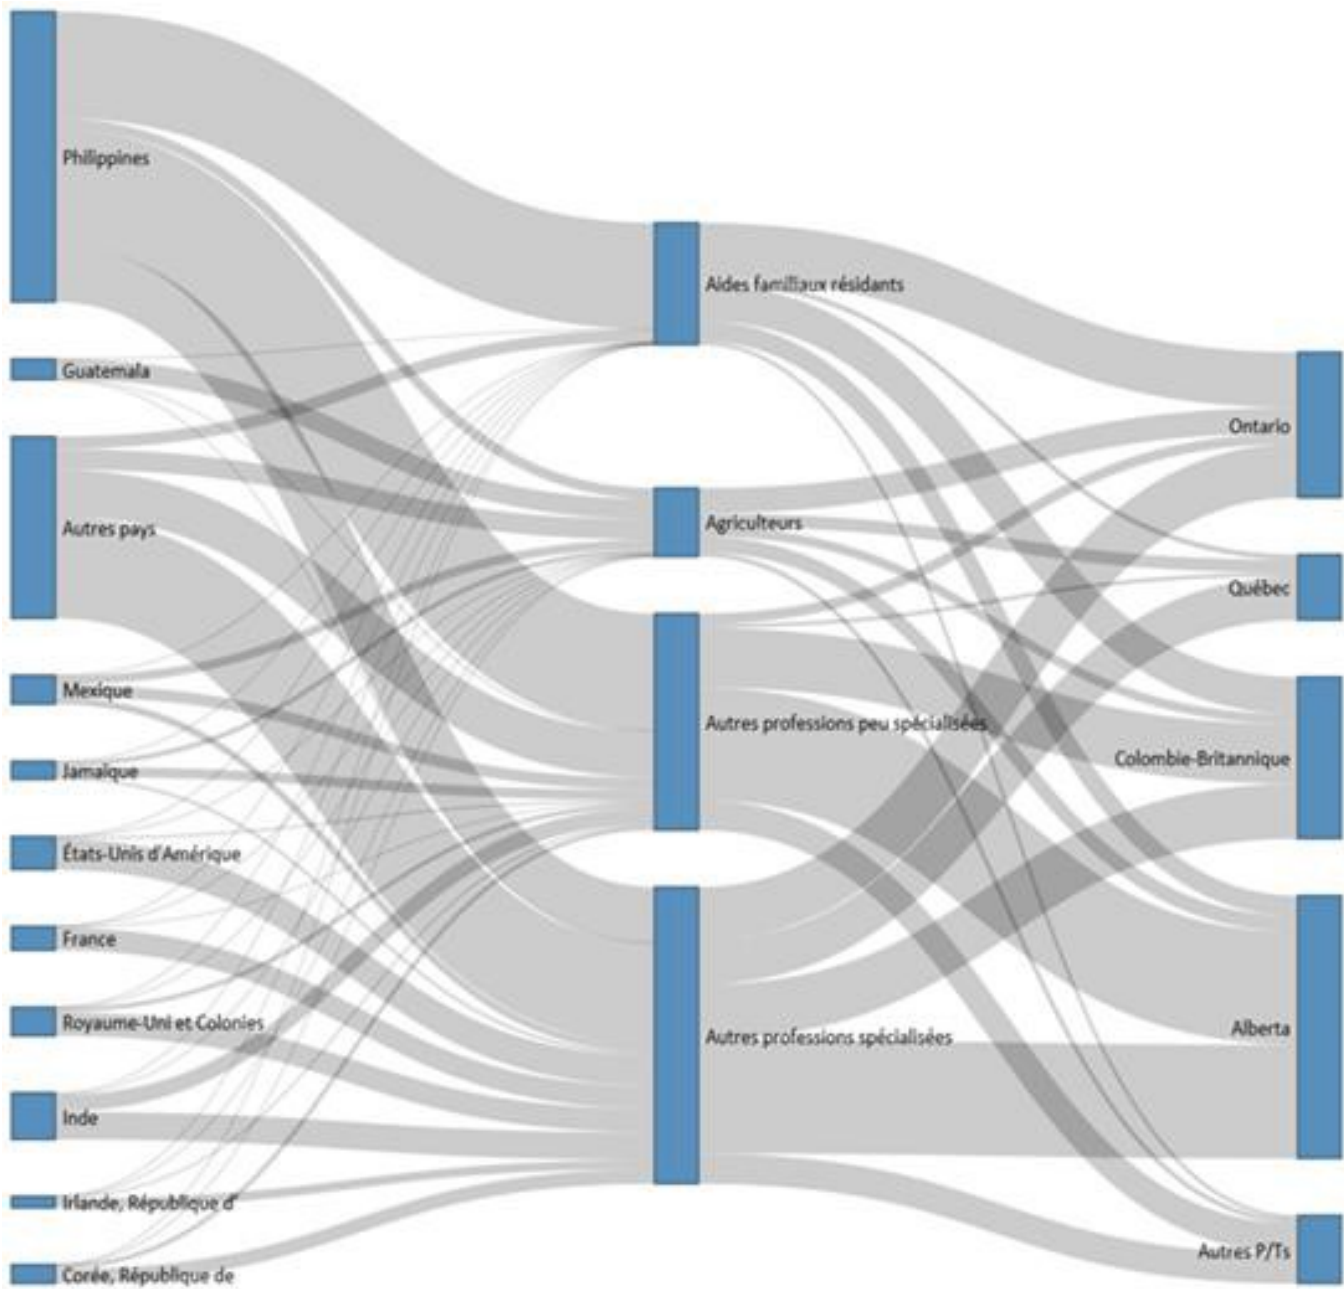 Philippines
Guatemala
Autres pays
Mexique
Jamaïque
États-Unis d'Amérique
France
Royaume-Uni et Colonies
Inde
Irlande, République d'
Corée, République de
Aides familiaux résidants
Agriculteurs
Autres professions peu spécialisées
Autres professions spécialisées
Ontario
Québec
Colombie-Britannique
Alberta
Autres P/Ts